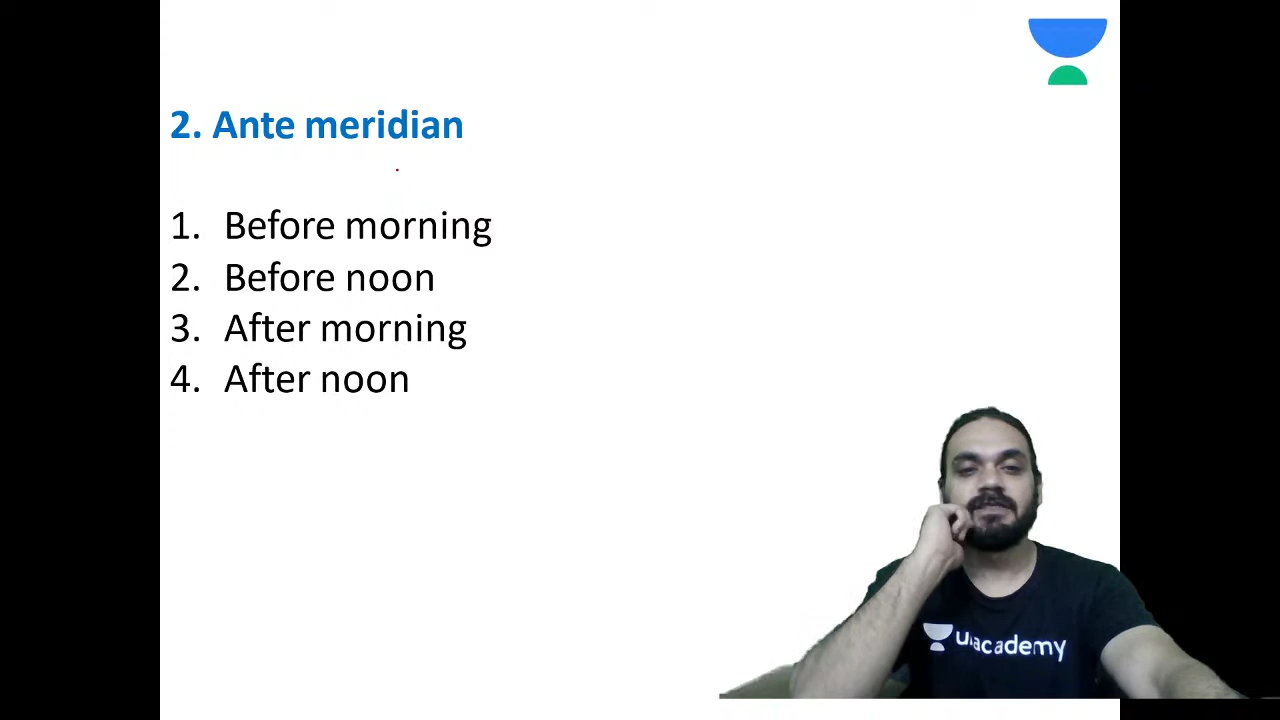 2. Ante meridian
1. Before morning
2. Before noon
3. After morning
4. After noon
unacademy